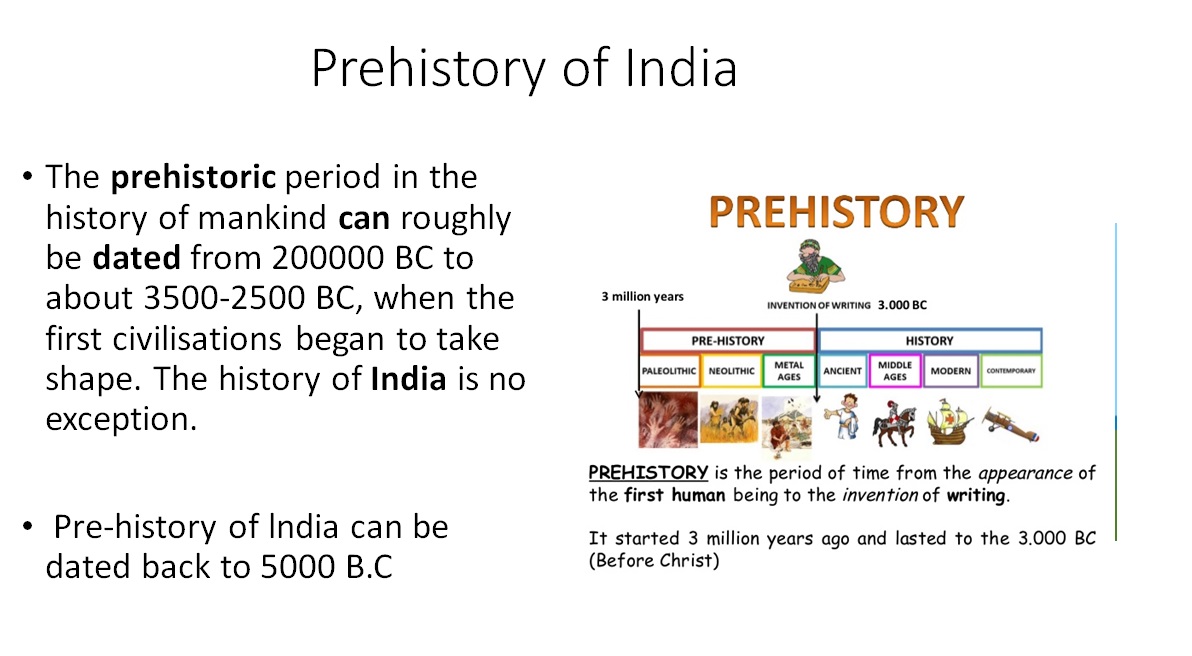 Prehistory of India
• The prehistoric period in the
history of mankind can roughly
be dated from 200000 BC to
about 3500-2500 BC, when the
first civilisations began to take
shape. The history of India is no
exception.
• Pre-history of lndia can be
dated back to 5000 B.C
PREHISTORY
3 million years
INVENTION OF WRITING 3.000 BC
PRE-HISTORY HISTORY
PALEOLITHIC NEOLITHIC METAL AGES ANCIENT MIDDLE AGES MODERN CONTEMPORARY
PREHISTORY is the period of time from the appearance of
the first human being to the invention of writing.
It started 3 million years ago and lasted to the 3.000 BC
(Before Christ)